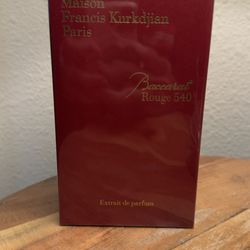 Maison
Francis Kurkdjian
Paris
Baccarat
Rouge 540
Extrait de parfum